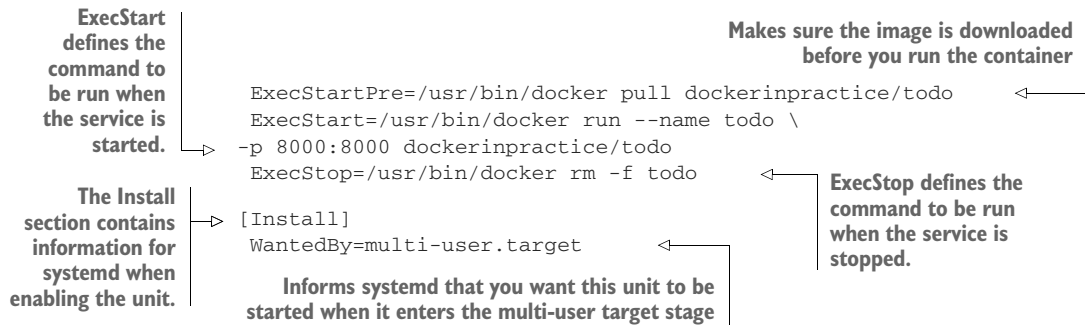 ExecStart
defines the
command to
be run when
the service is
started.
Makes sure the image is downloaded
before you run the container
ExecStartPre=/usr/bin/docker pull dockerinpractice/todo
ExecStart=/usr/bin/docker run --name todo \
-p 8000:8000 dockerinpractice/todo
ExecStop=/usr/bin/docker rm -f todo
ExecStop defines the
command to be run
when the service is
stopped.
The Install
section contains
information for
systemd when
enabling the unit.
[Install]
WantedBy=multi-user.target
Informs systemd that you want this unit to be
started when it enters the multi-user target stage